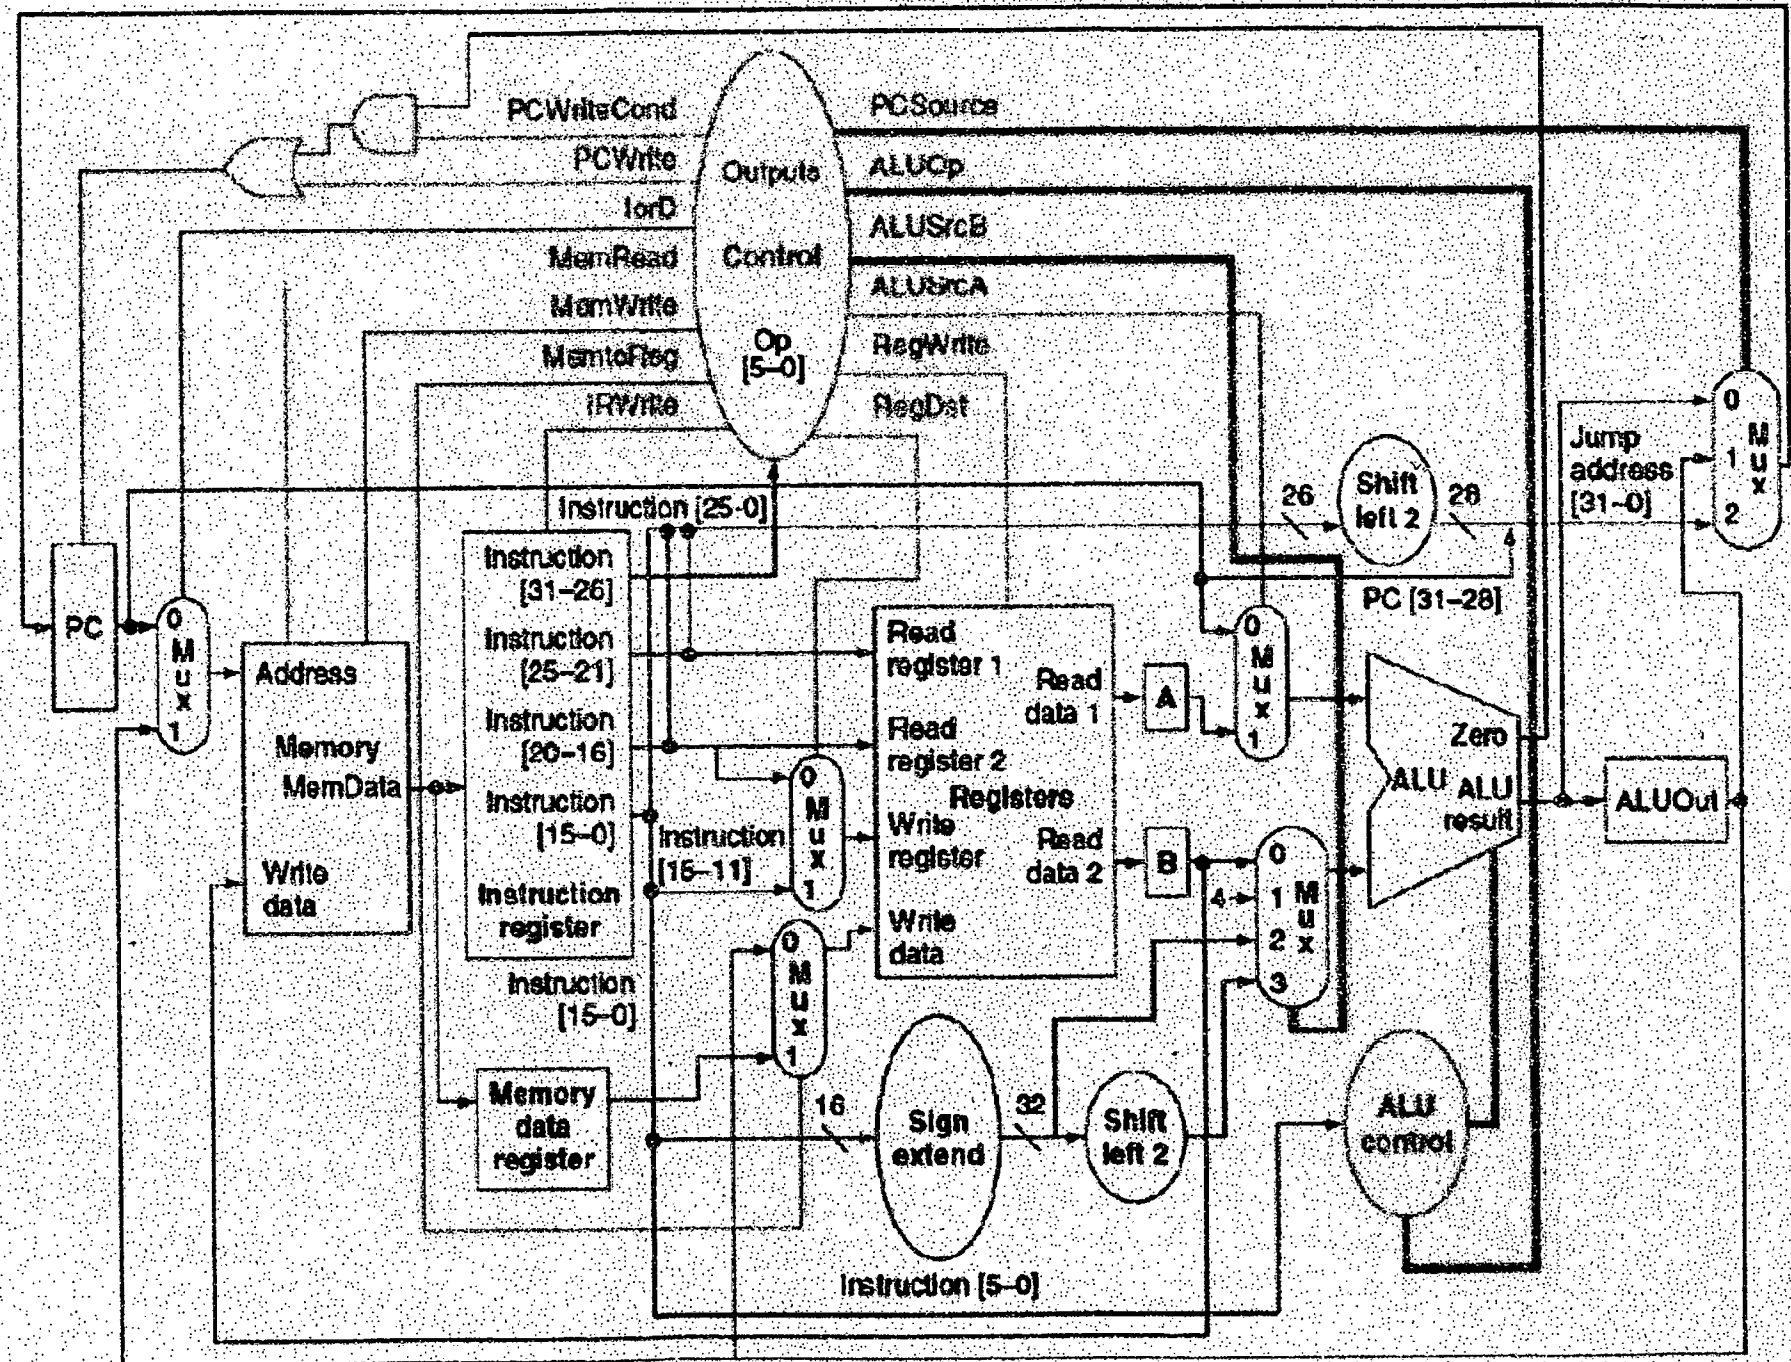 PCWriteCond
PCWrite
IorD
MemRead
MemWrite
MemtoReg
IRWrite
Outputs
Control
Op
[5–0]
PCSource
ALUOp
ALUSrcB
ALUSrcA
RegWrite
RegDst
Instruction [25-0]
26
Shift
left 2
28
Jump
address
[31–0]
4
PC [31–28]
0
1
2
M
u
x
PC
0
M
u
x
1
Address
Memory
MemData
Write
data
Instruction
[31–26]
Instruction
[25–21]
Instruction
[20–16]
Instruction
[15–0]
Instruction
register
Instruction
[15–0]
Instruction
[15–11]
0
M
u
x
1
0
M
u
x
1
Memory
data
register
Read
register 1
Read
register 2
Registers
Write
register
Write
data
Read
data 1
Read
data 2
A
B
0
M
u
x
1
4
0
1
2
3
M
u
x
Zero
ALU
ALU
result
ALUOut
16
Sign
extend
32
Shift
left 2
ALU
control
Instruction [5–0]